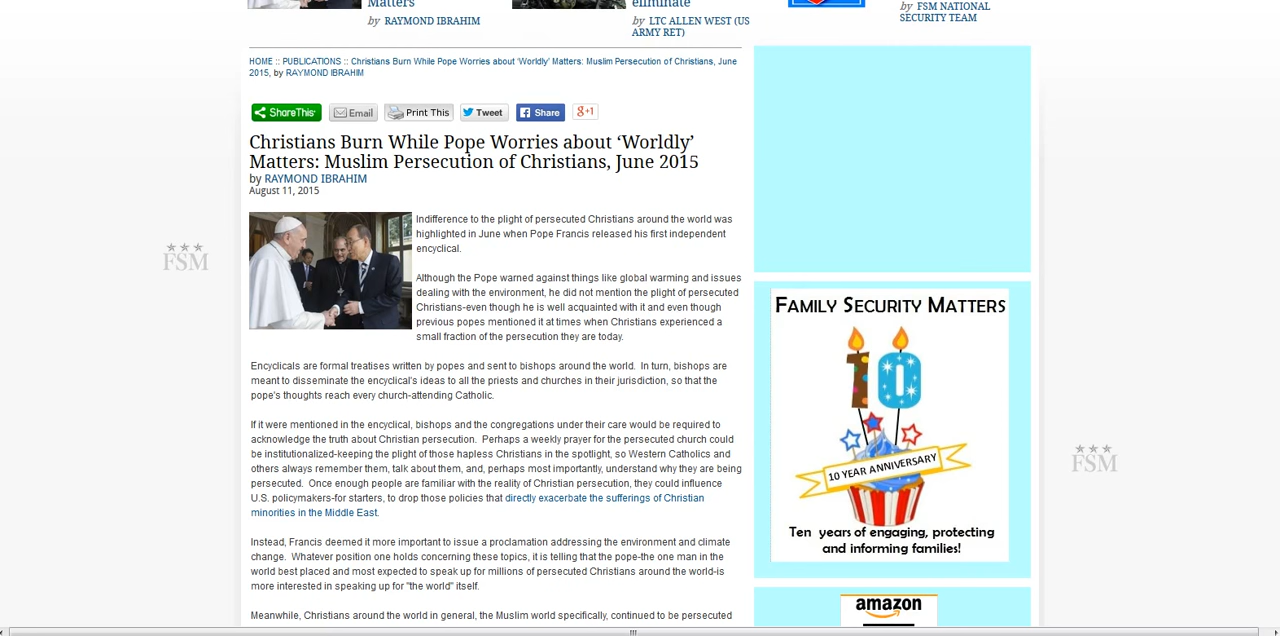 Matters
by RAYMOND IBRAHIM
eliminate
by LTC ALLEN WEST (US
ARMY RET)
by FSM NATIONAL
SECURITY TEAM
HOME :: PUBLICATIONS :: Christians Burn While Pope Worries about ‘Worldly’ Matters: Muslim Persecution of Christians, June
2015, by RAYMOND IBRAHIM
ShareThis
Email
Print This
Tweet
Share
g+1
Christians Burn While Pope Worries about ‘Worldly’
Matters: Muslim Persecution of Christians, June 2015
by RAYMOND IBRAHIM
August 11, 2015
Indifference to the plight of persecuted Christians around the world was
highlighted in June when Pope Francis released his first independent
encyclical.
Although the Pope warned against things like global warming and issues
dealing with the environment, he did not mention the plight of persecuted
Christians-even though he is well acquainted with it and even though
previous popes mentioned it at times when Christians experienced a
small fraction of the persecution they are today.
Encyclicals are formal treatises written by popes and sent to bishops around the world. In turn, bishops are
meant to disseminate the encyclical's ideas to all the priests and churches in their jurisdiction, so that the
pope's thoughts reach every church-attending Catholic.
If it were mentioned in the encyclical, bishops and the congregations under their care would be required to
acknowledge the truth about Christian persecution. Perhaps a weekly prayer for the persecuted church could
be institutionalized-keeping the plight of those hapless Christians in the spotlight, so Western Catholics and
others always remember them, talk about them, and, perhaps most importantly, understand why they are being
persecuted. Once enough people are familiar with the reality of Christian persecution, they could influence
U.S. policymakers-for starters, to drop those policies that directly exacerbate the sufferings of Christian
minorities in the Middle East.
Instead, Francis deemed it more important to issue a proclamation addressing the environment and climate
change. Whatever position one holds concerning these topics, it is telling that the pope-the one man in the
world best placed and most expected to speak up for millions of persecuted Christians around the world-is
more interested in speaking up for "the world" itself.
Meanwhile, Christians around the world in general, the Muslim world specifically, continued to be persecuted
FSM
FSM
FAMILY SECURITY MATTERS
10
10 YEAR ANNIVERSARY
Ten years of engaging, protecting
and informing families!
amazon